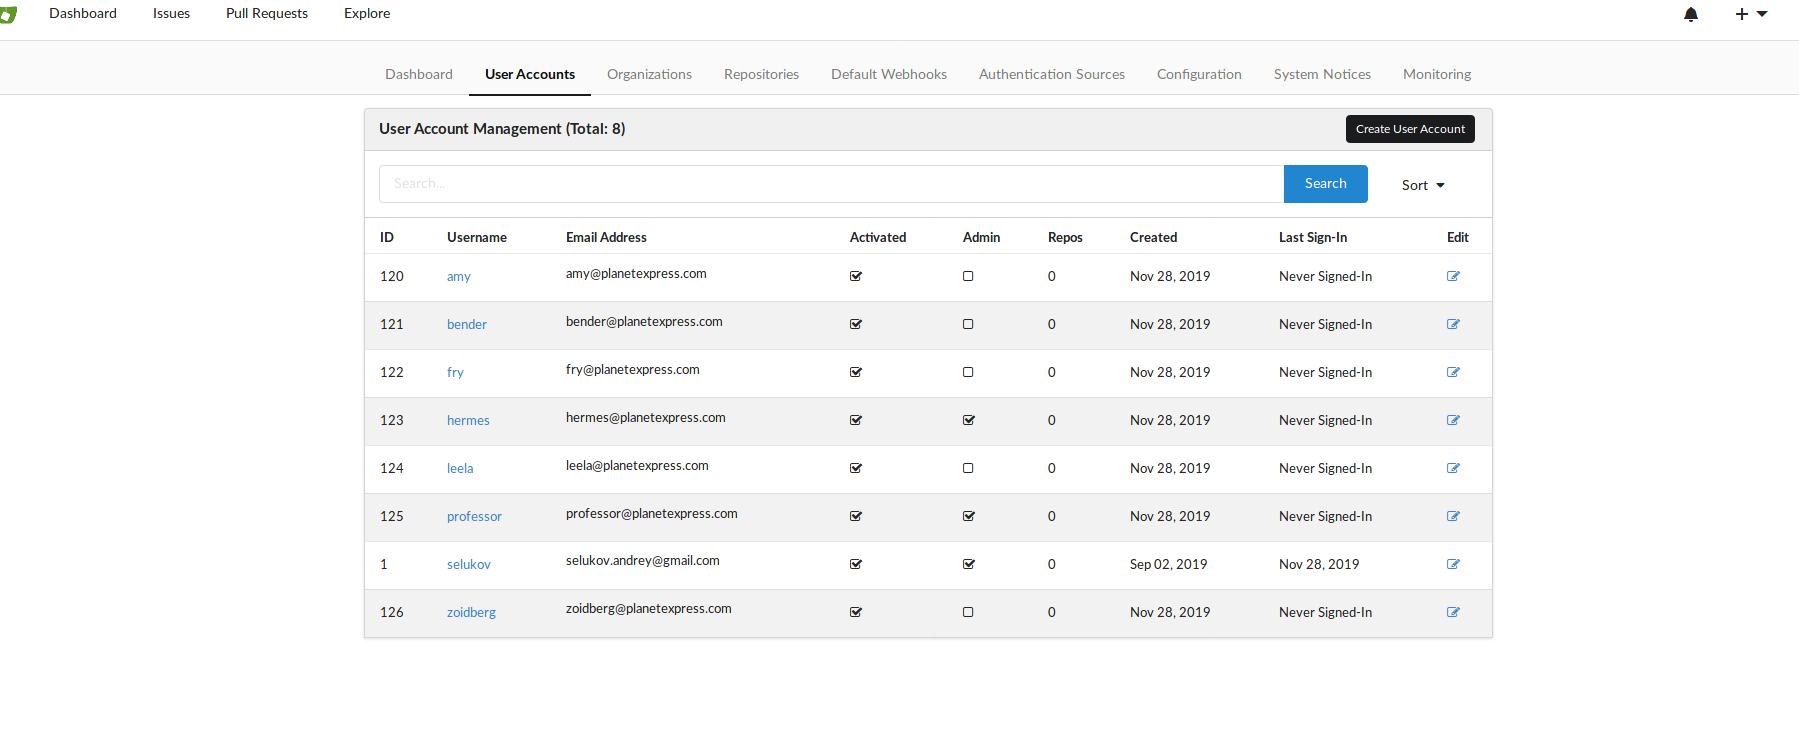 Dashboard Issues Pull Requests Explore
Dashboard User Accounts Organizations Repositories Default Webhooks Authentication Sources Configuration System Notices Monitoring
User Account Management (Total: 8) Create User Account
Search... Search Sort
ID Username Email Address Activated Admin Repos Created Last Sign-In Edit
120 amy amy@planetexpress.com 0 Nov 28, 2019 Never Signed-In
121 bender bender@planetexpress.com 0 Nov 28, 2019 Never Signed-In
122 fry fry@planetexpress.com 0 Nov 28, 2019 Never Signed-In
123 hermes hermes@planetexpress.com 0 Nov 28, 2019 Never Signed-In
124 leela leela@planetexpress.com 0 Nov 28, 2019 Never Signed-In
125 professor professor@planetexpress.com 0 Nov 28, 2019 Never Signed-In
1 selukov selukov.andrey@gmail.com 0 Sep 02, 2019 Nov 28, 2019
126 zoidberg zoidberg@planetexpress.com 0 Nov 28, 2019 Never Signed-In